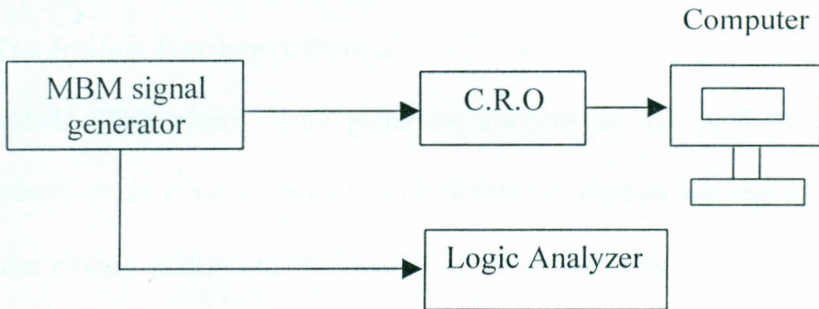 Computer
MBM signal
generator
C.R.O
Logic Analyzer